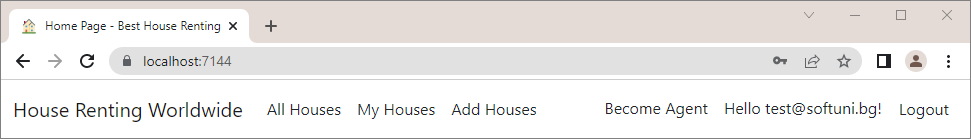 Home Page - Best House Renting
localhost:7144
House Renting Worldwide All Houses My Houses Add Houses Become Agent Hello test@softuni.bg! Logout